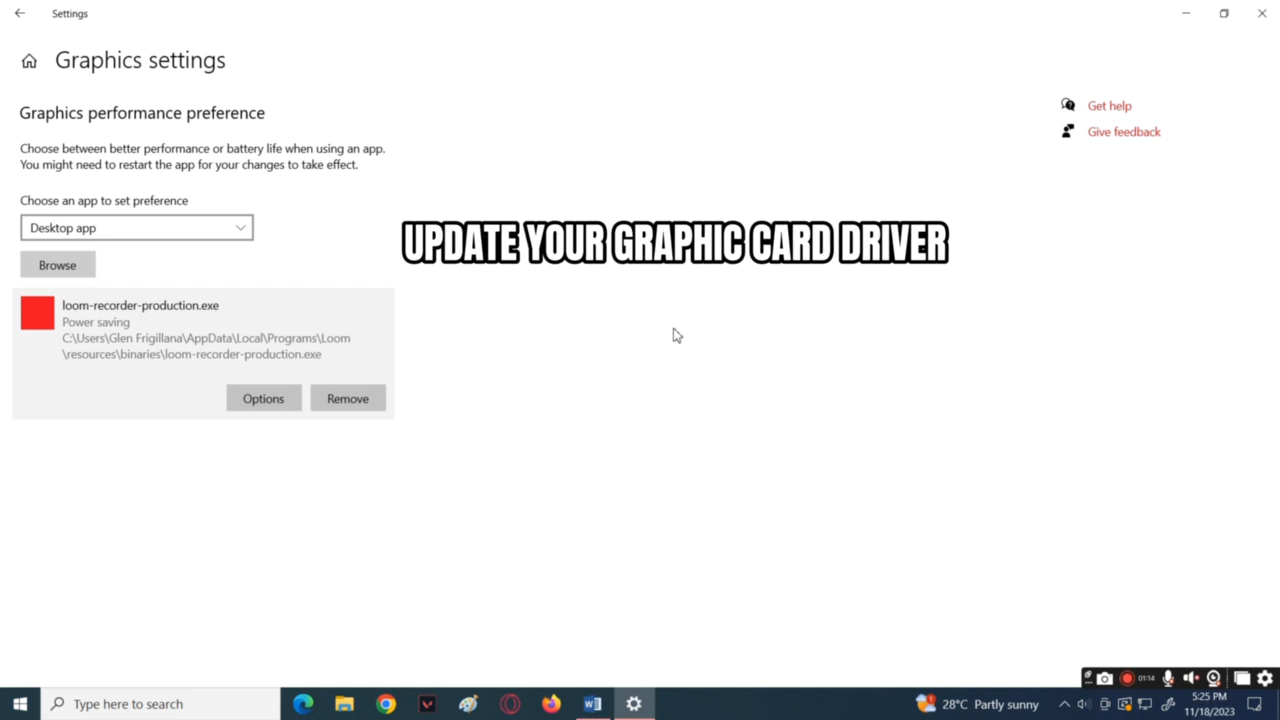 Settings
Graphics settings
Graphics performance preference
Choose between better performance or battery life when using an app.
You might need to restart the app for your changes to take effect.
Choose an app to set preference
Desktop app
Browse
loom-recorder-production.exe
Power saving
C:\Users\Glen Frigillana\AppData\Local\Programs\Loom
\resources\binaries\loom-recorder-production.exe
Options
Remove
Get help
Give feedback
UPDATE YOUR GRAPHIC CARD DRIVER
01:14
Type here to search
W
1
28°C Partly sunny
5:25 PM
11/18/2023